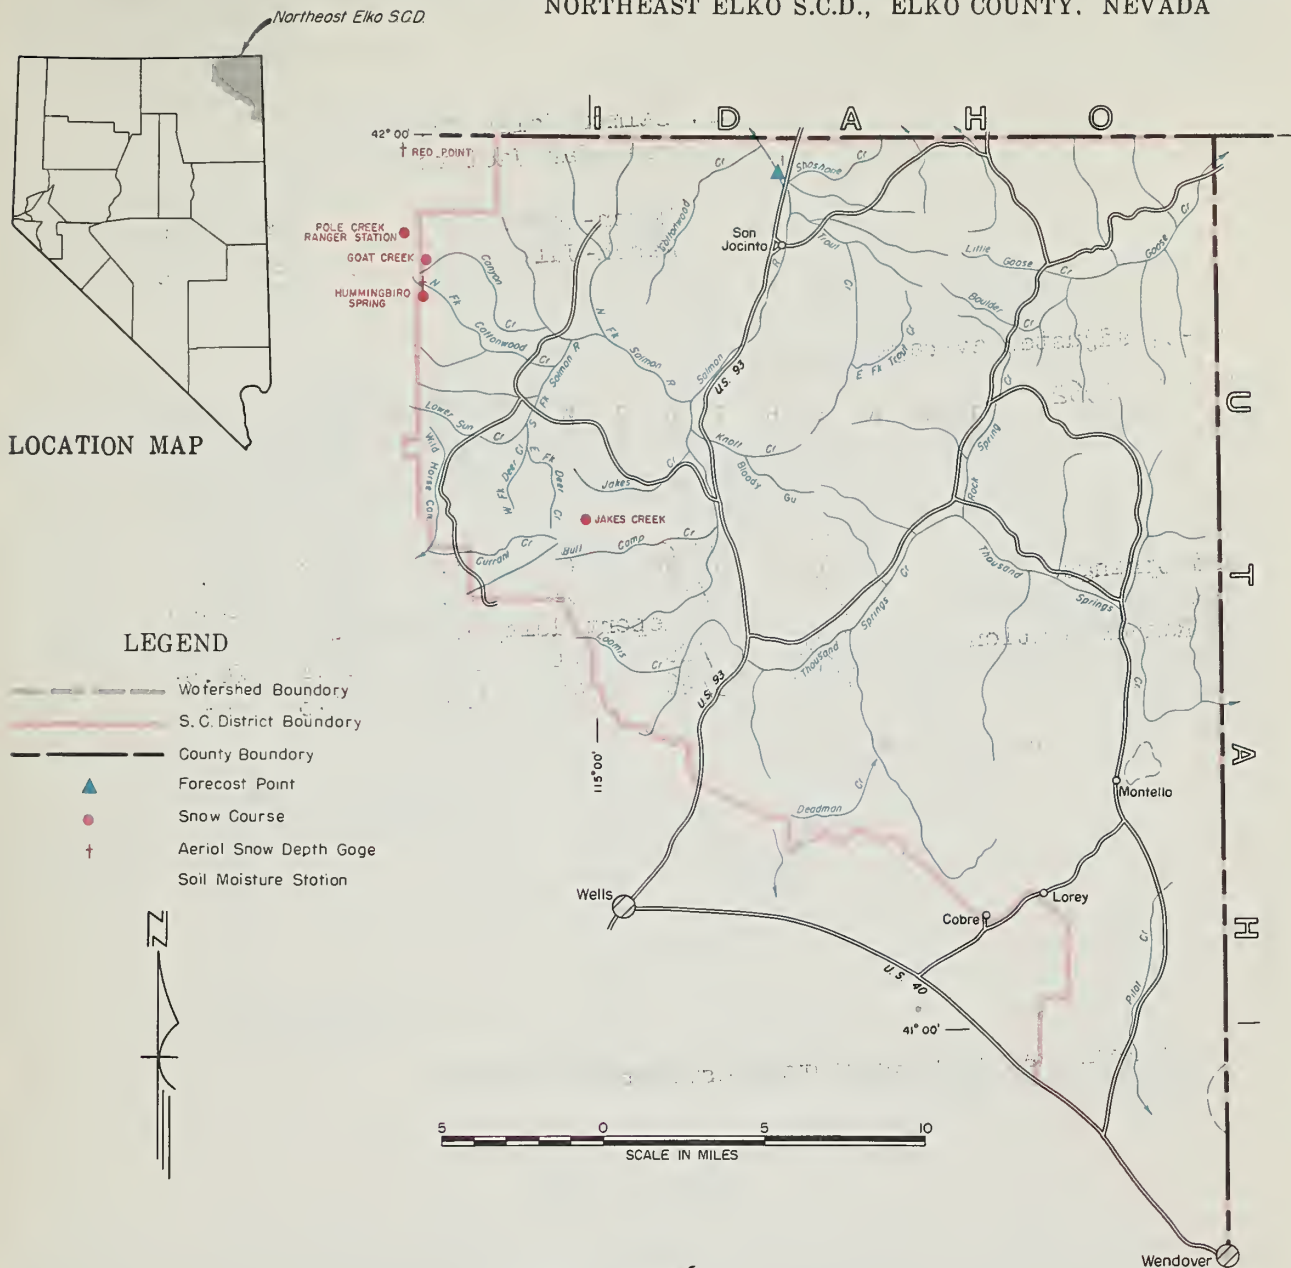 NORTHEAST ELKO S.C.D., ELKO COUNTY, NEVADA
Northeast Elko S.C.D.
LOCATION MAP
IDAHO
42° 00'
RED POINT
POLE CREEK
RANGER STATION
GOAT CREEK
HUMMINGBIRD
SPRING
Canyon
Cr
N Fk Cottonwood Cr
Cottonwood Cr
Shoshone Cr
San
Jacinto
Trout Cr
Little Goose Cr
Goose Cr
Boulder Cr
E Fk Trout Cr
N Fk Salmon R
Salmon R
S Fk Salmon R
U.S. 93
Lower Sun Cr
Wild Horse Can.
W Fk Deer Cr
E Fk Deer Cr
Jakes Cr
Knoll Cr
Bloody Gu
Rock Spring Cr
JAKES CREEK
Currant Cr
Bull Camp Cr
Thousand Springs Cr
Loomis Cr
Thousand Springs Cr
U.S. 93
UTAH
115° 00'
Deadman Cr
Montello
Wells
Cobre
Lorey
U.S. 40
41° 00'
Pilot Cr
Wendover
LEGEND
Watershed Boundary
S. C. District Boundary
County Boundary
Forecast Point
Snow Course
Aerial Snow Depth Gage
Soil Moisture Station
N
5 0 5 10
SCALE IN MILES